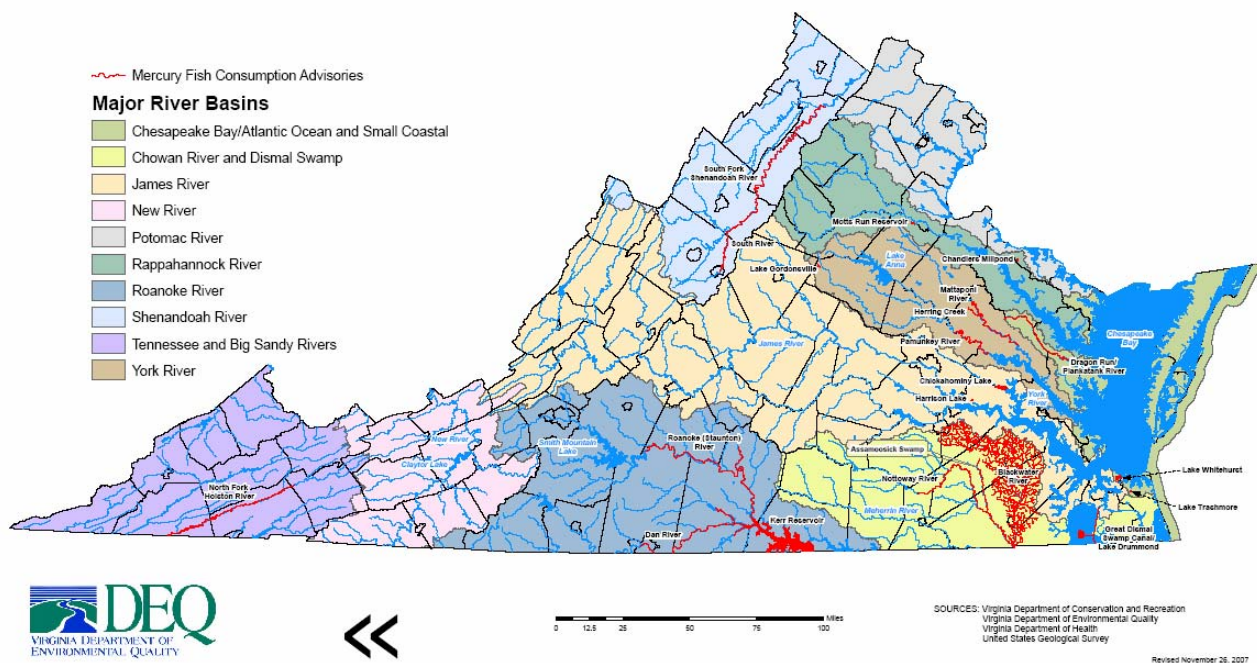 Mercury Fish Consumption Advisories
Major River Basins
Chesapeake Bay/Atlantic Ocean and Small Coastal
Chowan River and Dismal Swamp
James River
New River
Potomac River
Rappahannock River
Roanoke River
Shenandoah River
Tennessee and Big Sandy Rivers
York River
South Fork
Shenandoah River
South River
Motts Run Reservoir
Lake Gordonsville
Lake
Anna
Chandlers Millpond
Mattaponi
River
Herring Creek
Pamunkey River
Chesapeake
Bay
Dragon Run/
Piankatank River
James River
Chickahominy Lake
Harrison Lake
York
River
New River
Claytor Lake
Smith Mountain
Lake
Roanoke (Staunton)
River
Assamoosick Swamp
Nottoway River
Blackwater
River
Meherrin River
Lake Whitehurst
Lake Trashmore
North Fork
Holston River
Dan River
Kerr Reservoir
Great Dismal
Swamp Canal/
Lake Drummond
DEQ
VIRGINIA DEPARTMENT OF
ENVIRONMENTAL QUALITY
Miles
0 12.5 25 50 75 100
SOURCES: Virginia Department of Conservation and Recreation
Virginia Department of Environmental Quality
Virginia Department of Health
United States Geological Survey
Revised November 26, 2007